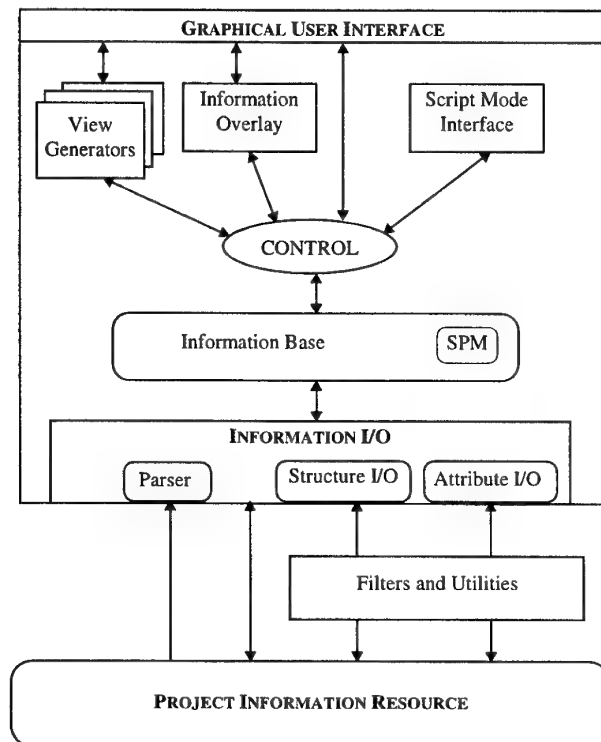 GRAPHICAL USER INTERFACE
View
Generators
Information
Overlay
Script Mode
Interface
CONTROL
Information Base
SPM
INFORMATION I/O
Parser
Structure I/O
Attribute I/O
Filters and Utilities
PROJECT INFORMATION RESOURCE